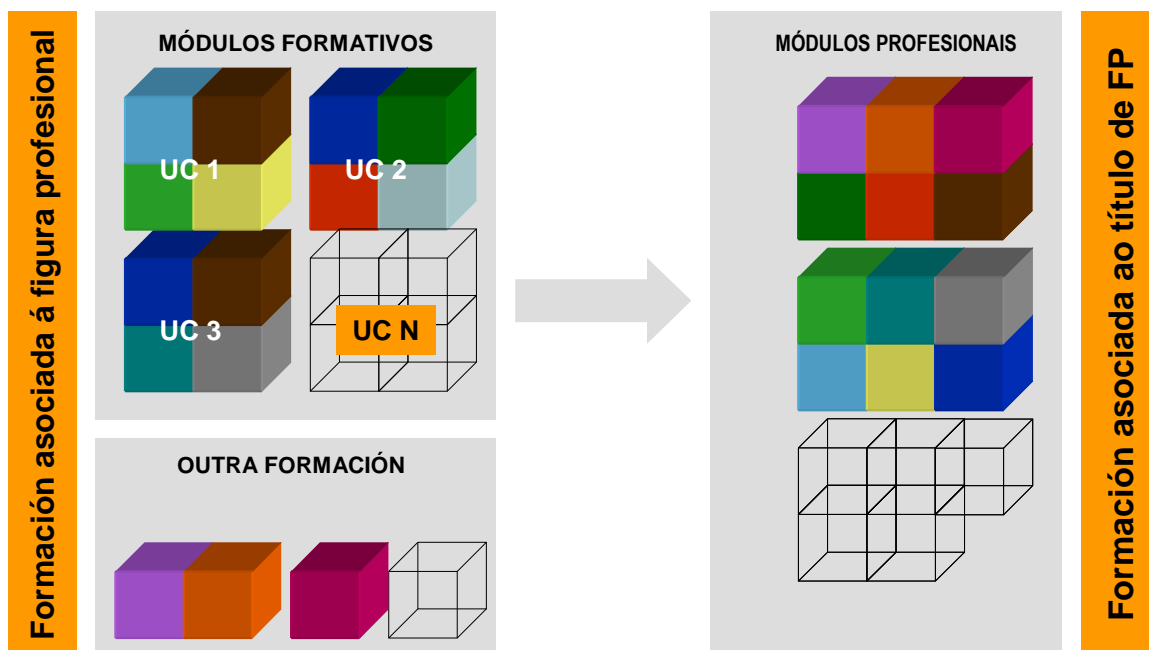 Formación asociada á figura profesional
MÓDULOS FORMATIVOS
UC 1
UC 2
UC 3
UC N
OUTRA FORMACIÓN
MÓDULOS PROFESIONAIS
Formación asociada ao título de FP